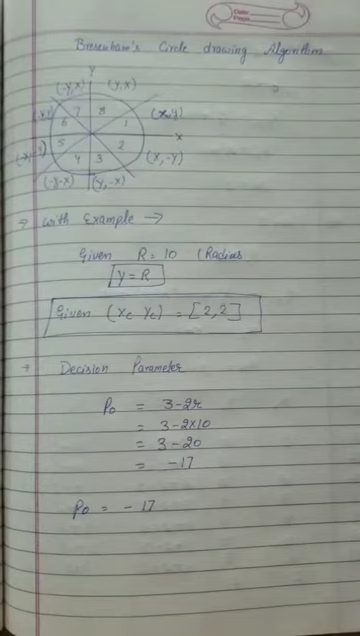 Date:
Bresenham's Circle drawing Algorithm
Y
(-y,x) (y,x)
7 8
(x,y)
6 1
X
5 2
(x,-y)
4 3
(-y-x) (y,-x)
→ with Example →
Given R = 10 (Radius
y = R
Given (xc yc) = [2,2]
→ Decision Parameter
P0 = 3-2r
= 3-2×10
= 3-20
= -17
P0 = -17